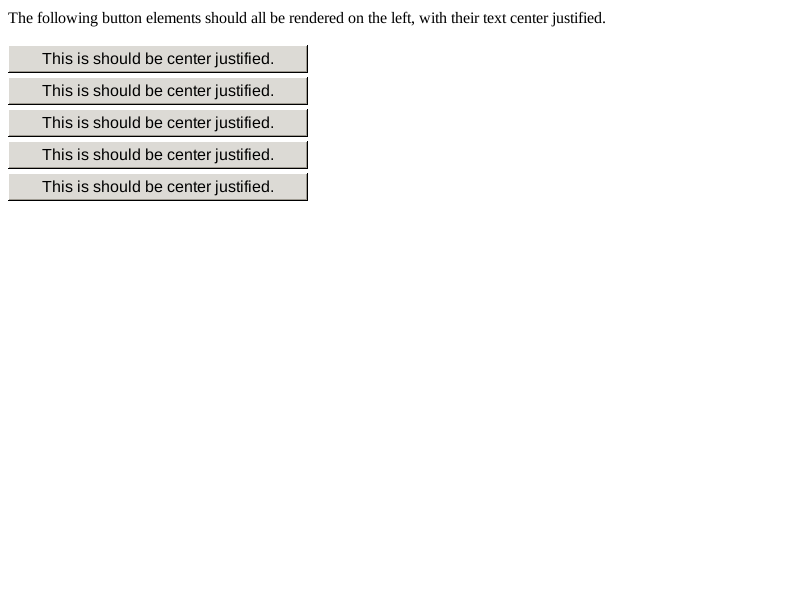 The following button elements should all be rendered on the left, with their text center justified.
This is should be center justified.
This is should be center justified.
This is should be center justified.
This is should be center justified.
This is should be center justified.